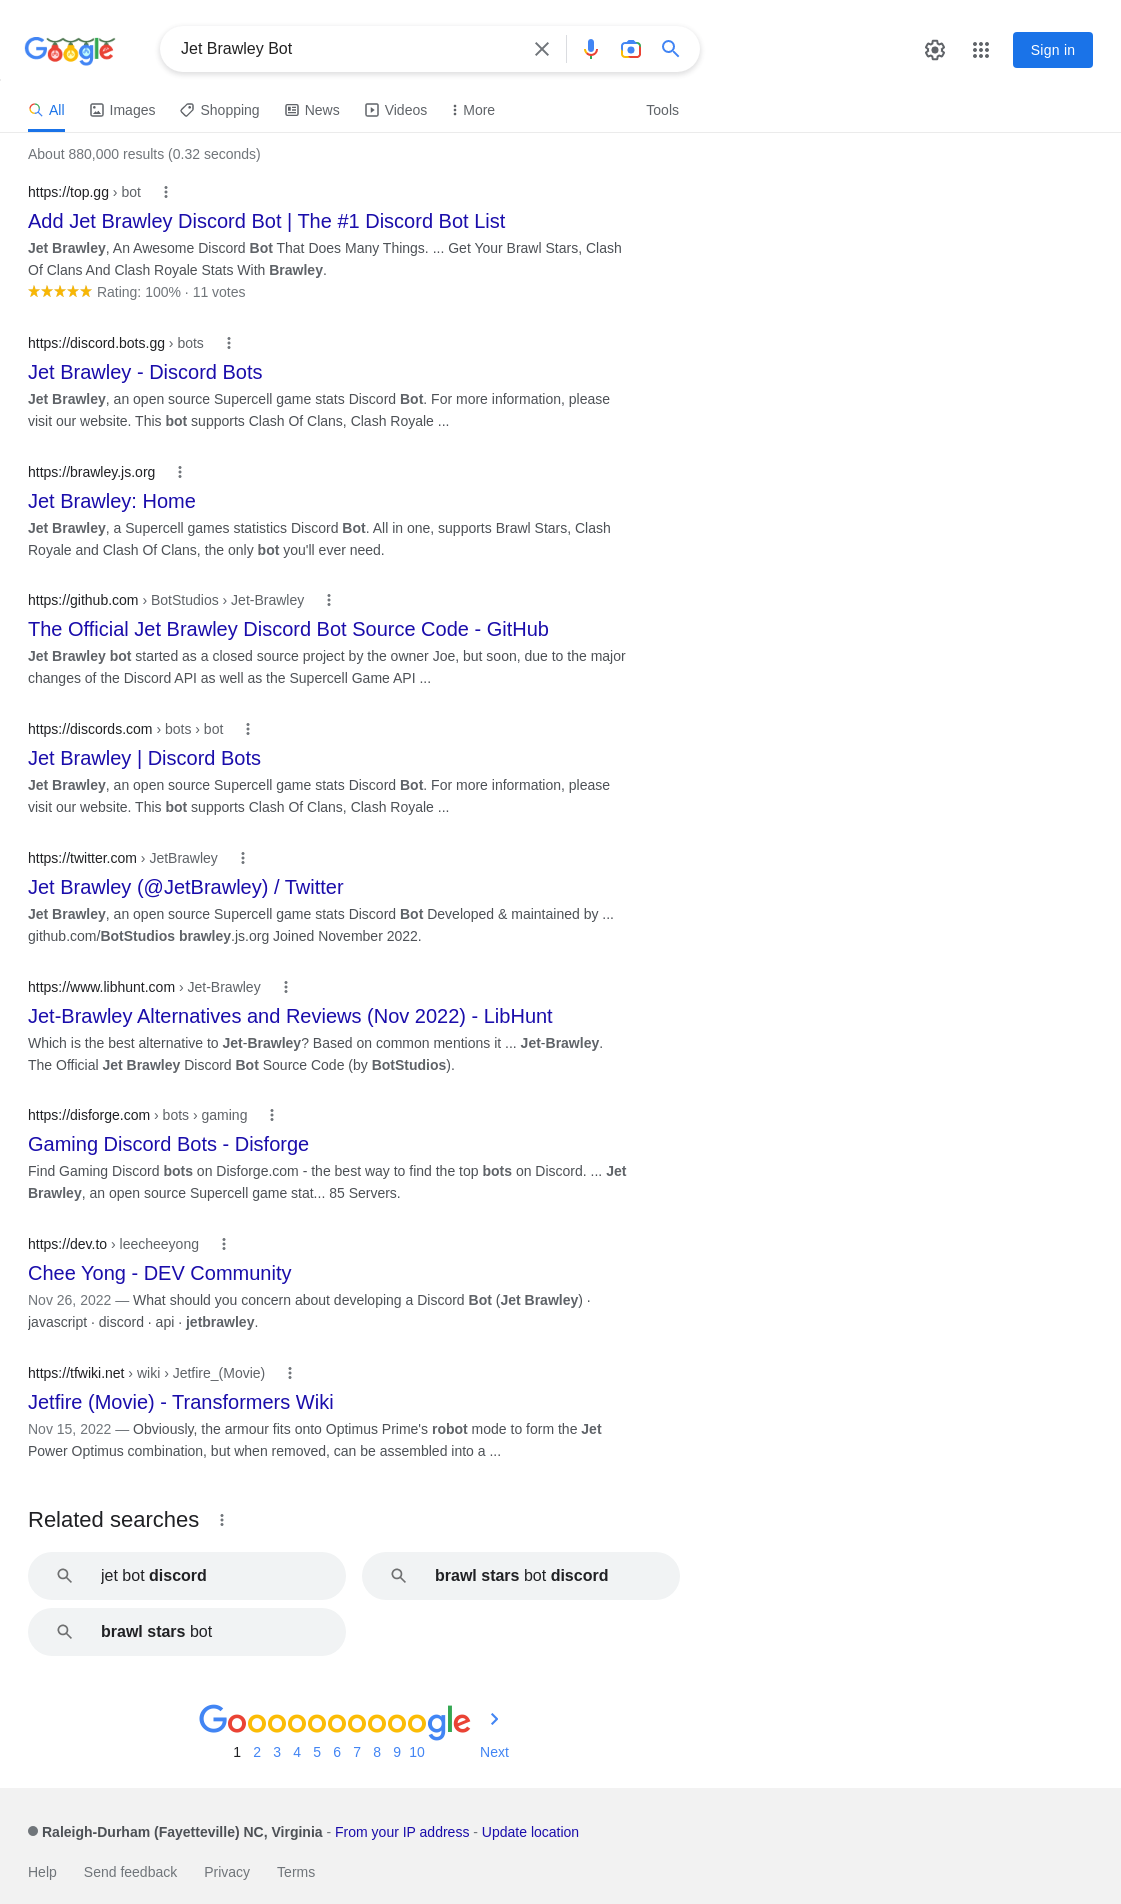 Google
Jet Brawley Bot
Sign in
All Images Shopping News Videos More Tools
About 880,000 results (0.32 seconds)
https://top.gg › bot
Add Jet Brawley Discord Bot | The #1 Discord Bot List
Jet Brawley, An Awesome Discord Bot That Does Many Things. ... Get Your Brawl Stars, Clash
Of Clans And Clash Royale Stats With Brawley.
Rating: 100% · 11 votes
https://discord.bots.gg › bots
Jet Brawley - Discord Bots
Jet Brawley, an open source Supercell game stats Discord Bot. For more information, please
visit our website. This bot supports Clash Of Clans, Clash Royale ...
https://brawley.js.org
Jet Brawley: Home
Jet Brawley, a Supercell games statistics Discord Bot. All in one, supports Brawl Stars, Clash
Royale and Clash Of Clans, the only bot you'll ever need.
https://github.com › BotStudios › Jet-Brawley
The Official Jet Brawley Discord Bot Source Code - GitHub
Jet Brawley bot started as a closed source project by the owner Joe, but soon, due to the major
changes of the Discord API as well as the Supercell Game API ...
https://discords.com › bots › bot
Jet Brawley | Discord Bots
Jet Brawley, an open source Supercell game stats Discord Bot. For more information, please
visit our website. This bot supports Clash Of Clans, Clash Royale ...
https://twitter.com › JetBrawley
Jet Brawley (@JetBrawley) / Twitter
Jet Brawley, an open source Supercell game stats Discord Bot Developed & maintained by ...
github.com/BotStudios brawley.js.org Joined November 2022.
https://www.libhunt.com › Jet-Brawley
Jet-Brawley Alternatives and Reviews (Nov 2022) - LibHunt
Which is the best alternative to Jet-Brawley? Based on common mentions it ... Jet-Brawley.
The Official Jet Brawley Discord Bot Source Code (by BotStudios).
https://disforge.com › bots › gaming
Gaming Discord Bots - Disforge
Find Gaming Discord bots on Disforge.com - the best way to find the top bots on Discord. ... Jet
Brawley, an open source Supercell game stat... 85 Servers.
https://dev.to › leecheeyong
Chee Yong - DEV Community
Nov 26, 2022 — What should you concern about developing a Discord Bot (Jet Brawley) ·
javascript · discord · api · jetbrawley.
https://tfwiki.net › wiki › Jetfire_(Movie)
Jetfire (Movie) - Transformers Wiki
Nov 15, 2022 — Obviously, the armour fits onto Optimus Prime's robot mode to form the Jet
Power Optimus combination, but when removed, can be assembled into a ...
Related searches
jet bot discord
brawl stars bot discord
brawl stars bot
Goooooooooogle
1 2 3 4 5 6 7 8 9 10 Next
Raleigh-Durham (Fayetteville) NC, Virginia - From your IP address - Update location
Help Send feedback Privacy Terms